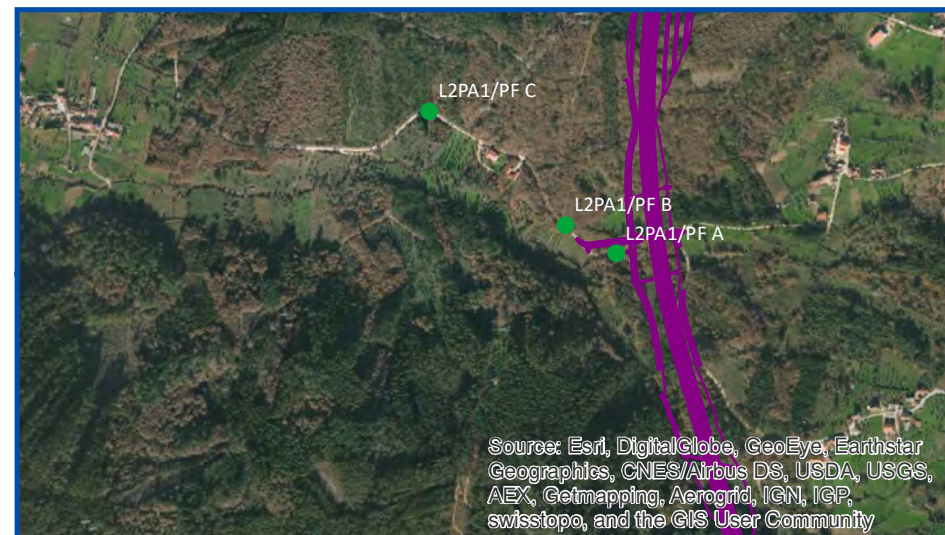 L2PA1/PF C
L2PA1/PF B
L2PA1/PF A
Source: Esri, DigitalGlobe, GeoEye, Earthstar
Geographics, CNES/Airbus DS, USDA, USGS,
AEX, Getmapping, Aerogrid, IGN, IGP,
swisstopo, and the GIS User Community